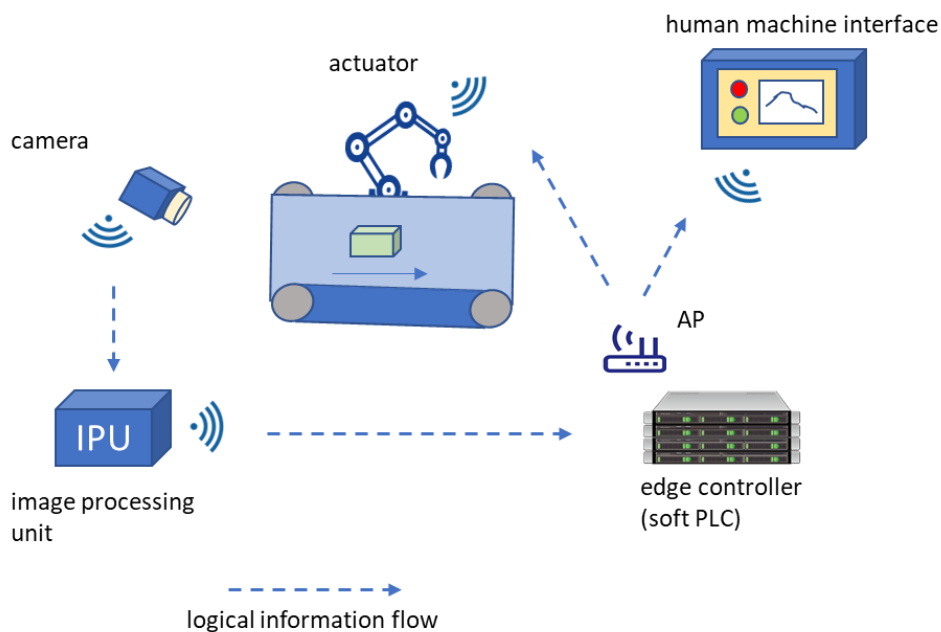 human machine interface
actuator
camera
AP
IPU
image processing
unit
edge controller
(soft PLC)
logical information flow